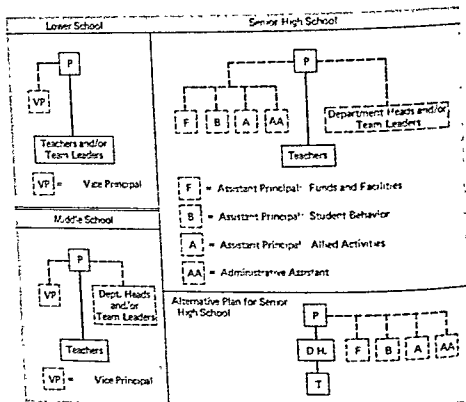 Lower School
P
VP
Teachers and/or
Team Leaders
VP = Vice Principal
Middle School
P
VP
Dept. Heads
and/or
Team Leaders
Teachers
VP = Vice Principal
Senior High School
P
F B A AA
Department Heads and/or
Team Leaders
Teachers
F = Assistant Principal: Funds and Facilities
B = Assistant Principal: Student Behavior
A = Assistant Principal: Allied Activities
AA = Administrative Assistant
Alternative Plan for Senior
High School
P
D.H. F B A AA
T